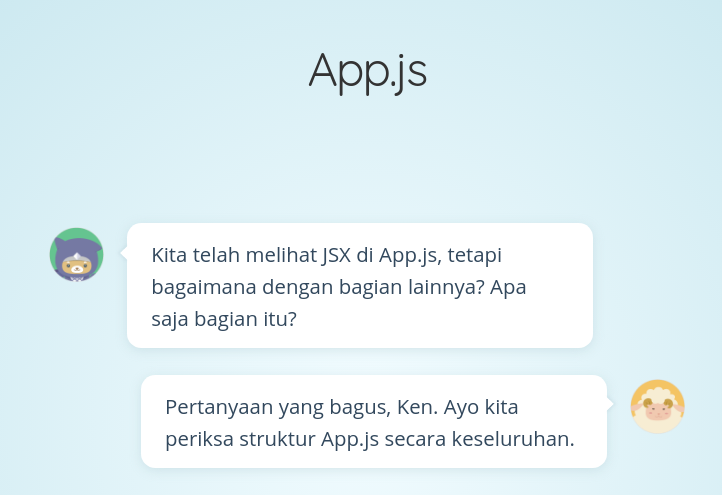 App.js
Kita telah melihat JSX di App.js, tetapi
bagaimana dengan bagian lainnya? Apa
saja bagian itu?
Pertanyaan yang bagus, Ken. Ayo kita
periksa struktur App.js secara keseluruhan.